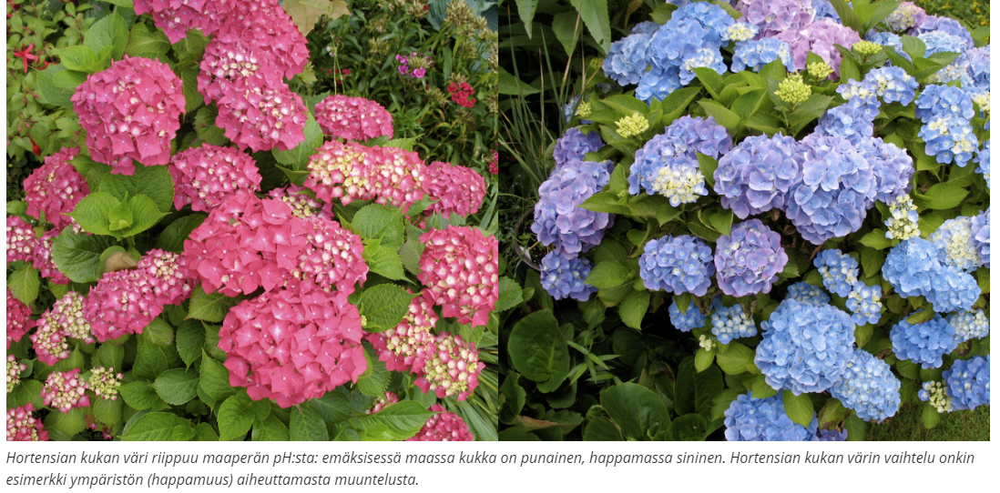 Hortensian kukan väri riippuu maaperän pH:sta: emäksisessä maassa kukka on punainen, happamassa sininen. Hortensian kukan värin vaihtelu onkin
esimerkki ympäristön (happamuus) aiheuttamasta muuntelusta.